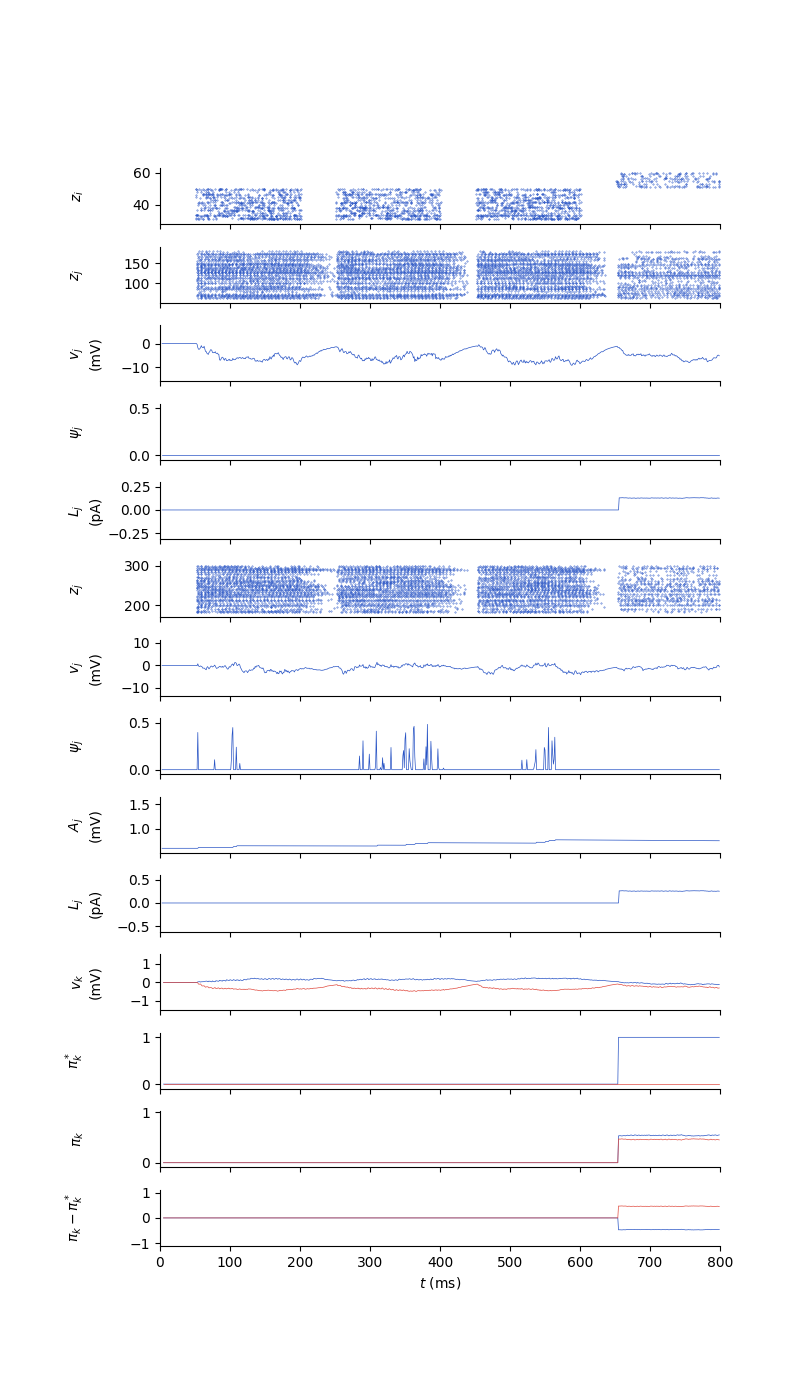 60
40
z_i
150
100
z_j
0
−10
v_j
(mV)
0.5
0.0
ψ_j
0.25
0.00
−0.25
L_j
(pA)
300
200
z_j
10
0
−10
v_j
(mV)
0.5
0.0
ψ_j
1.5
1.0
A_j
(mV)
0.5
0.0
−0.5
L_j
(pA)
1
0
−1
v_k
(mV)
1
0
π_k^*
1
0
π_k
1
0
−1
π_k − π_k^*
0 100 200 300 400 500 600 700 800
t (ms)